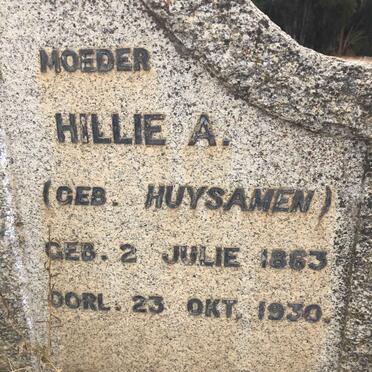 MOEDER
HILLIE A.
(GEB. HUYSAMEN)
GEB. 2 JULIE 1863
OORL. 23 OKT. 1930.